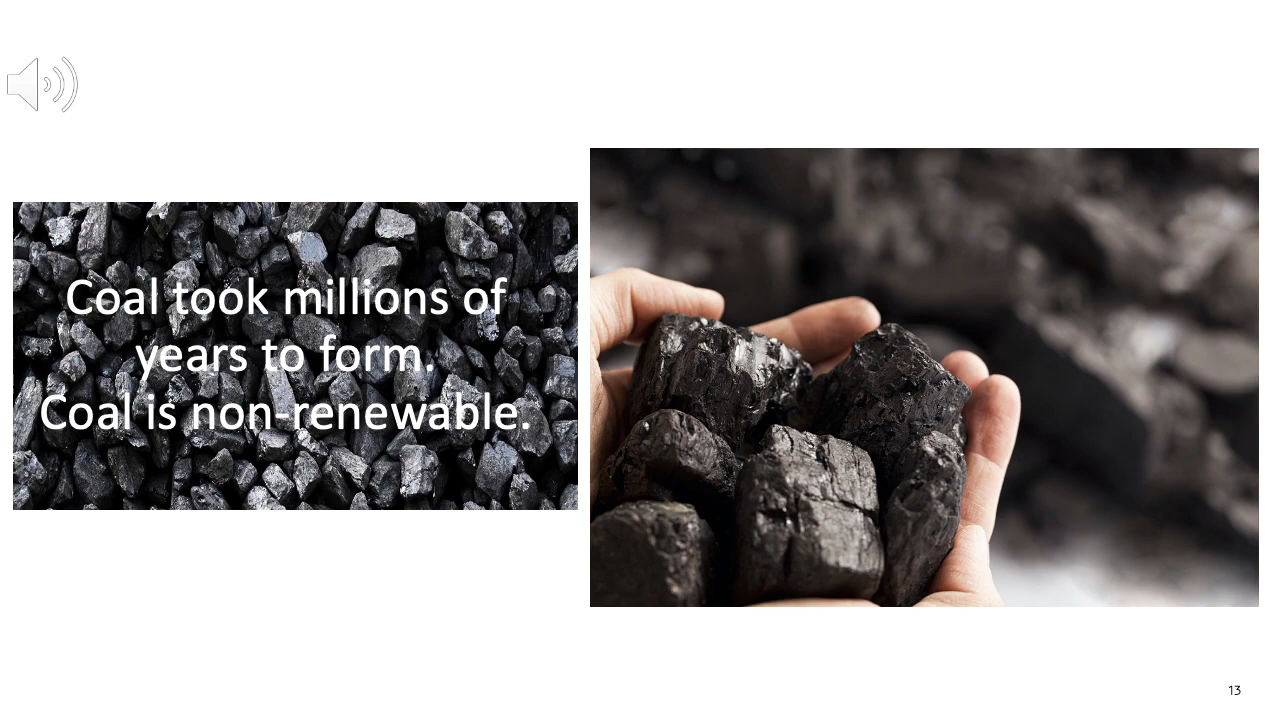 Coal took millions of
years to form.
Coal is non-renewable.
13